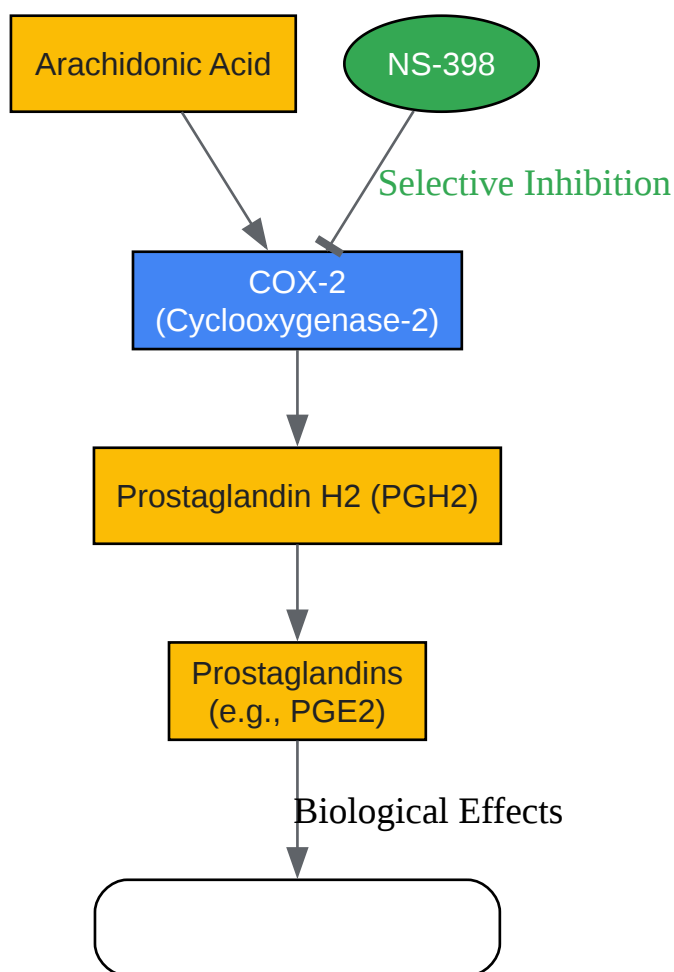 Arachidonic Acid
NS-398
Selective Inhibition
COX-2
(Cyclooxygenase-2)
Prostaglandin H2 (PGH2)
Prostaglandins
(e.g., PGE2)
Biological Effects